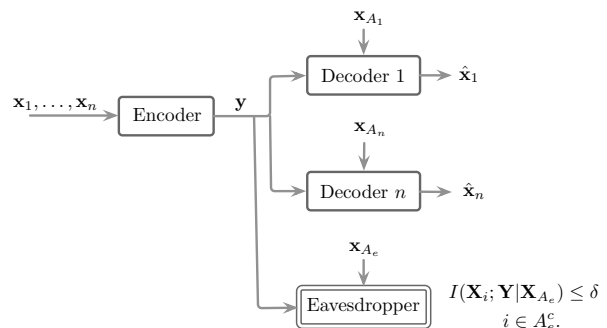 x_{A_1}
Decoder 1
x̂_1
x_1, . . . , x_n
Encoder
y
x_{A_n}
Decoder n
x̂_n
x_{A_e}
Eavesdropper
I(X_i; Y|X_{A_e}) ≤ δ
i ∈ A_e^c.